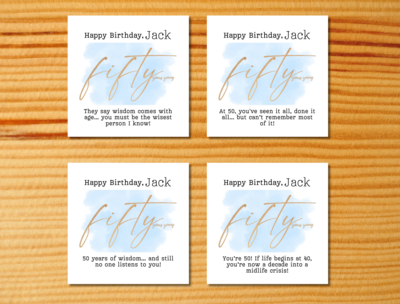 Happy Birthday, Jack
fifty
They say wisdom comes with
age... you must be the wisest
person I know!
Happy Birthday, Jack
fifty
At 50, you've seen it all, done it
all... but can't remember most
of it!
Happy Birthday, Jack
fifty
50 years of wisdom... and still
no one listens to you!
Happy Birthday, Jack
fifty
You're 50! If life begins at 40,
you're now a decade into a
midlife crisis!